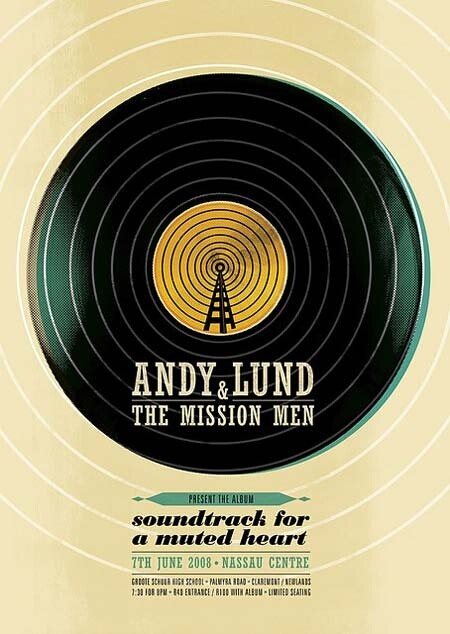 ANDY & LUND
THE MISSION MEN
PRESENT THE ALBUM
soundtrack for
a muted heart
7TH JUNE 2008 • NASSAU CENTRE
GROOTE SCHUUR HIGH SCHOOL • PALMYRA ROAD • CLAREMONT / NEWLANDS
7:30 FOR 8PM • R40 ENTRANCE / R100 WITH ALBUM • LIMITED SEATING